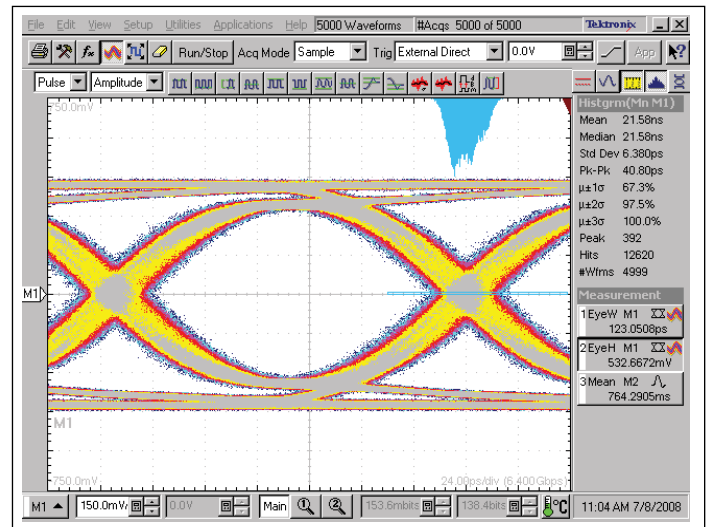 File Edit View Setup Utilities Applications Help 5000 Waveforms #Acqs 5000 of 5000 Tektronix
Run/Stop Acq Mode Sample Trig External Direct 0.0V App
Pulse Amplitude
50.0mV
Histgrm(Mn M1)
Mean 21.58ns
Median 21.58ns
Std Dev 6.380ps
Pk-Pk 40.80ps
µ±1σ 67.3%
µ±2σ 97.5%
µ±3σ 100.0%
Peak 392
Hits 12620
#Wfms 4999
M1
Measurement
1 EyeW M1
123.0508ps
2 EyeH M1
532.6672mV
3 Mean M2
764.2905ms
M1
-750.0mV
24.00ps/div (6.400Gbps)
M1 150.0mV/ 0.0V Main 1 2 153.6mbits 138.4bits °C 11:04 AM 7/8/2008